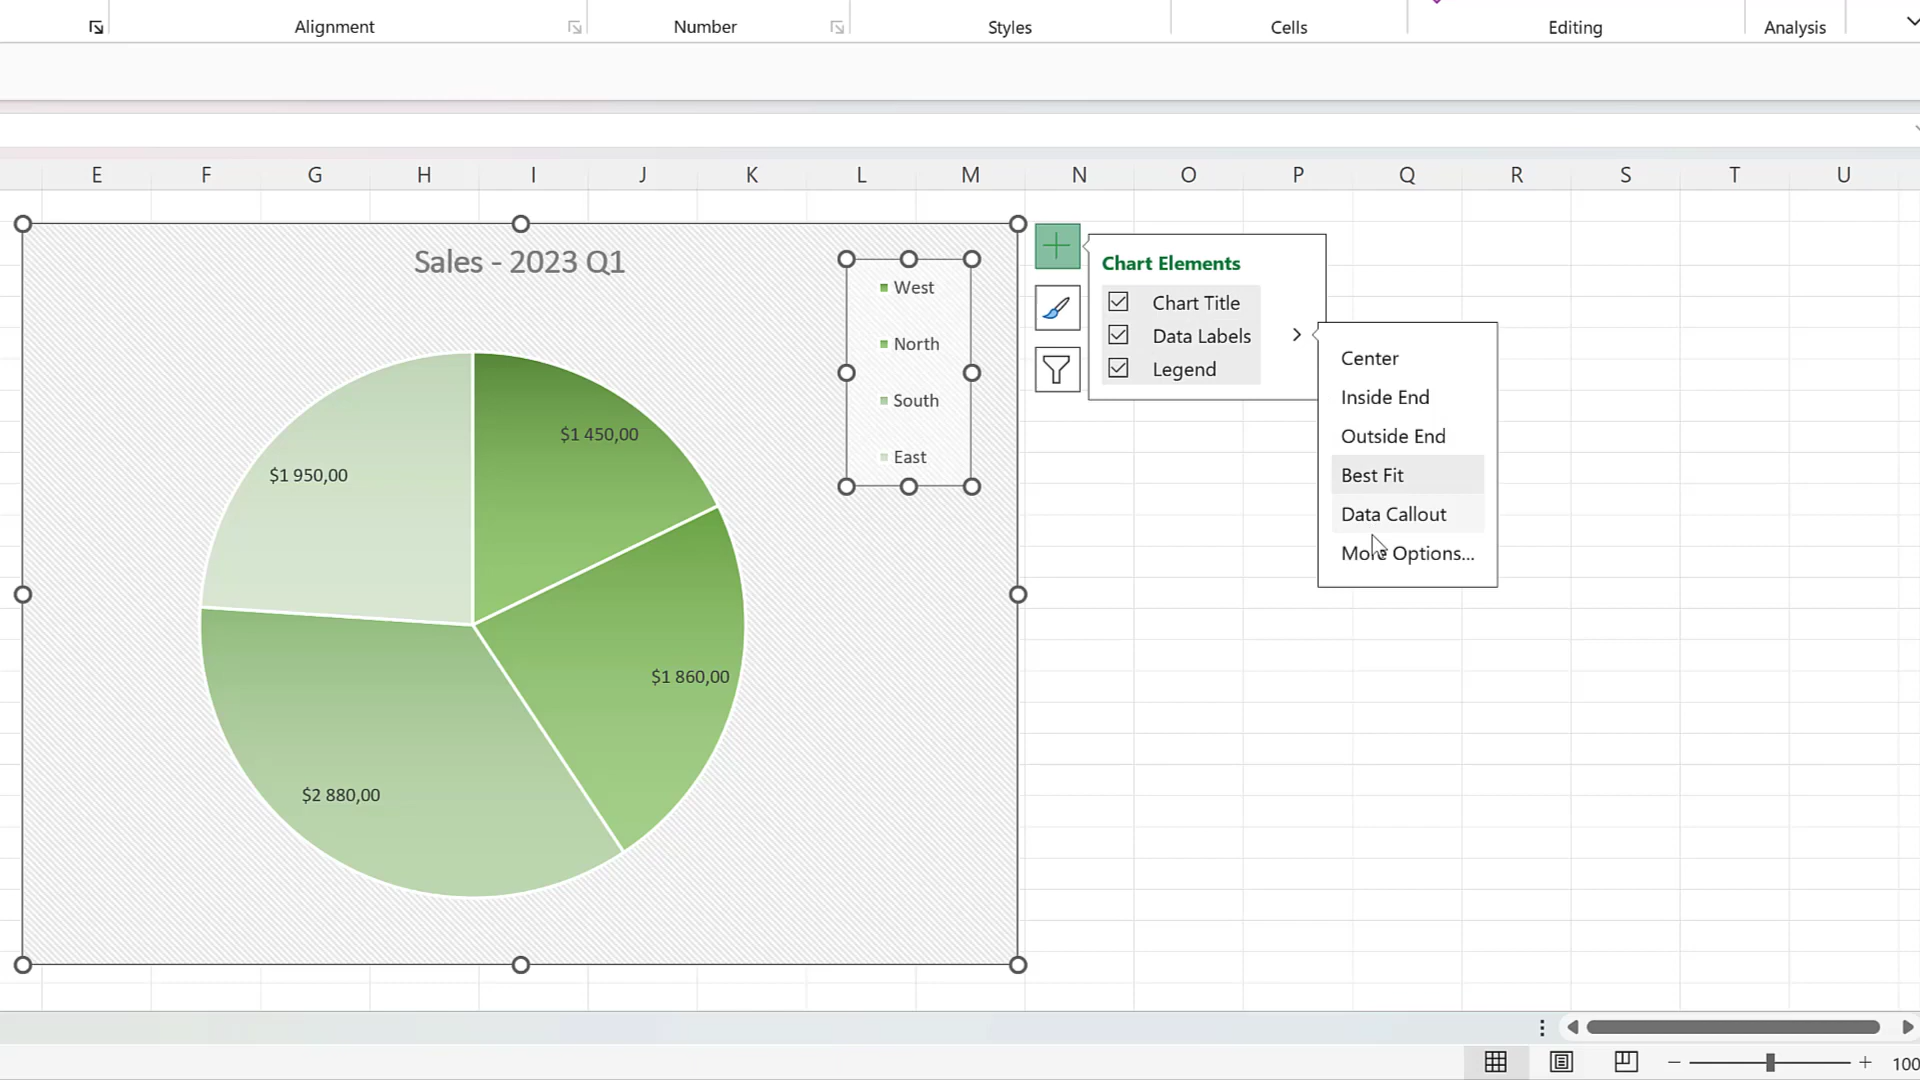 Alignment
Number
Styles
Cells
Editing
Analysis
E F G H I J K L M N O P Q R S T U
Sales - 2023 Q1
West
North
South
East
$1 450,00
$1 950,00
$1 860,00
$2 880,00
Chart Elements
Chart Title
Data Labels
Legend
Center
Inside End
Outside End
Best Fit
Data Callout
More Options...
100